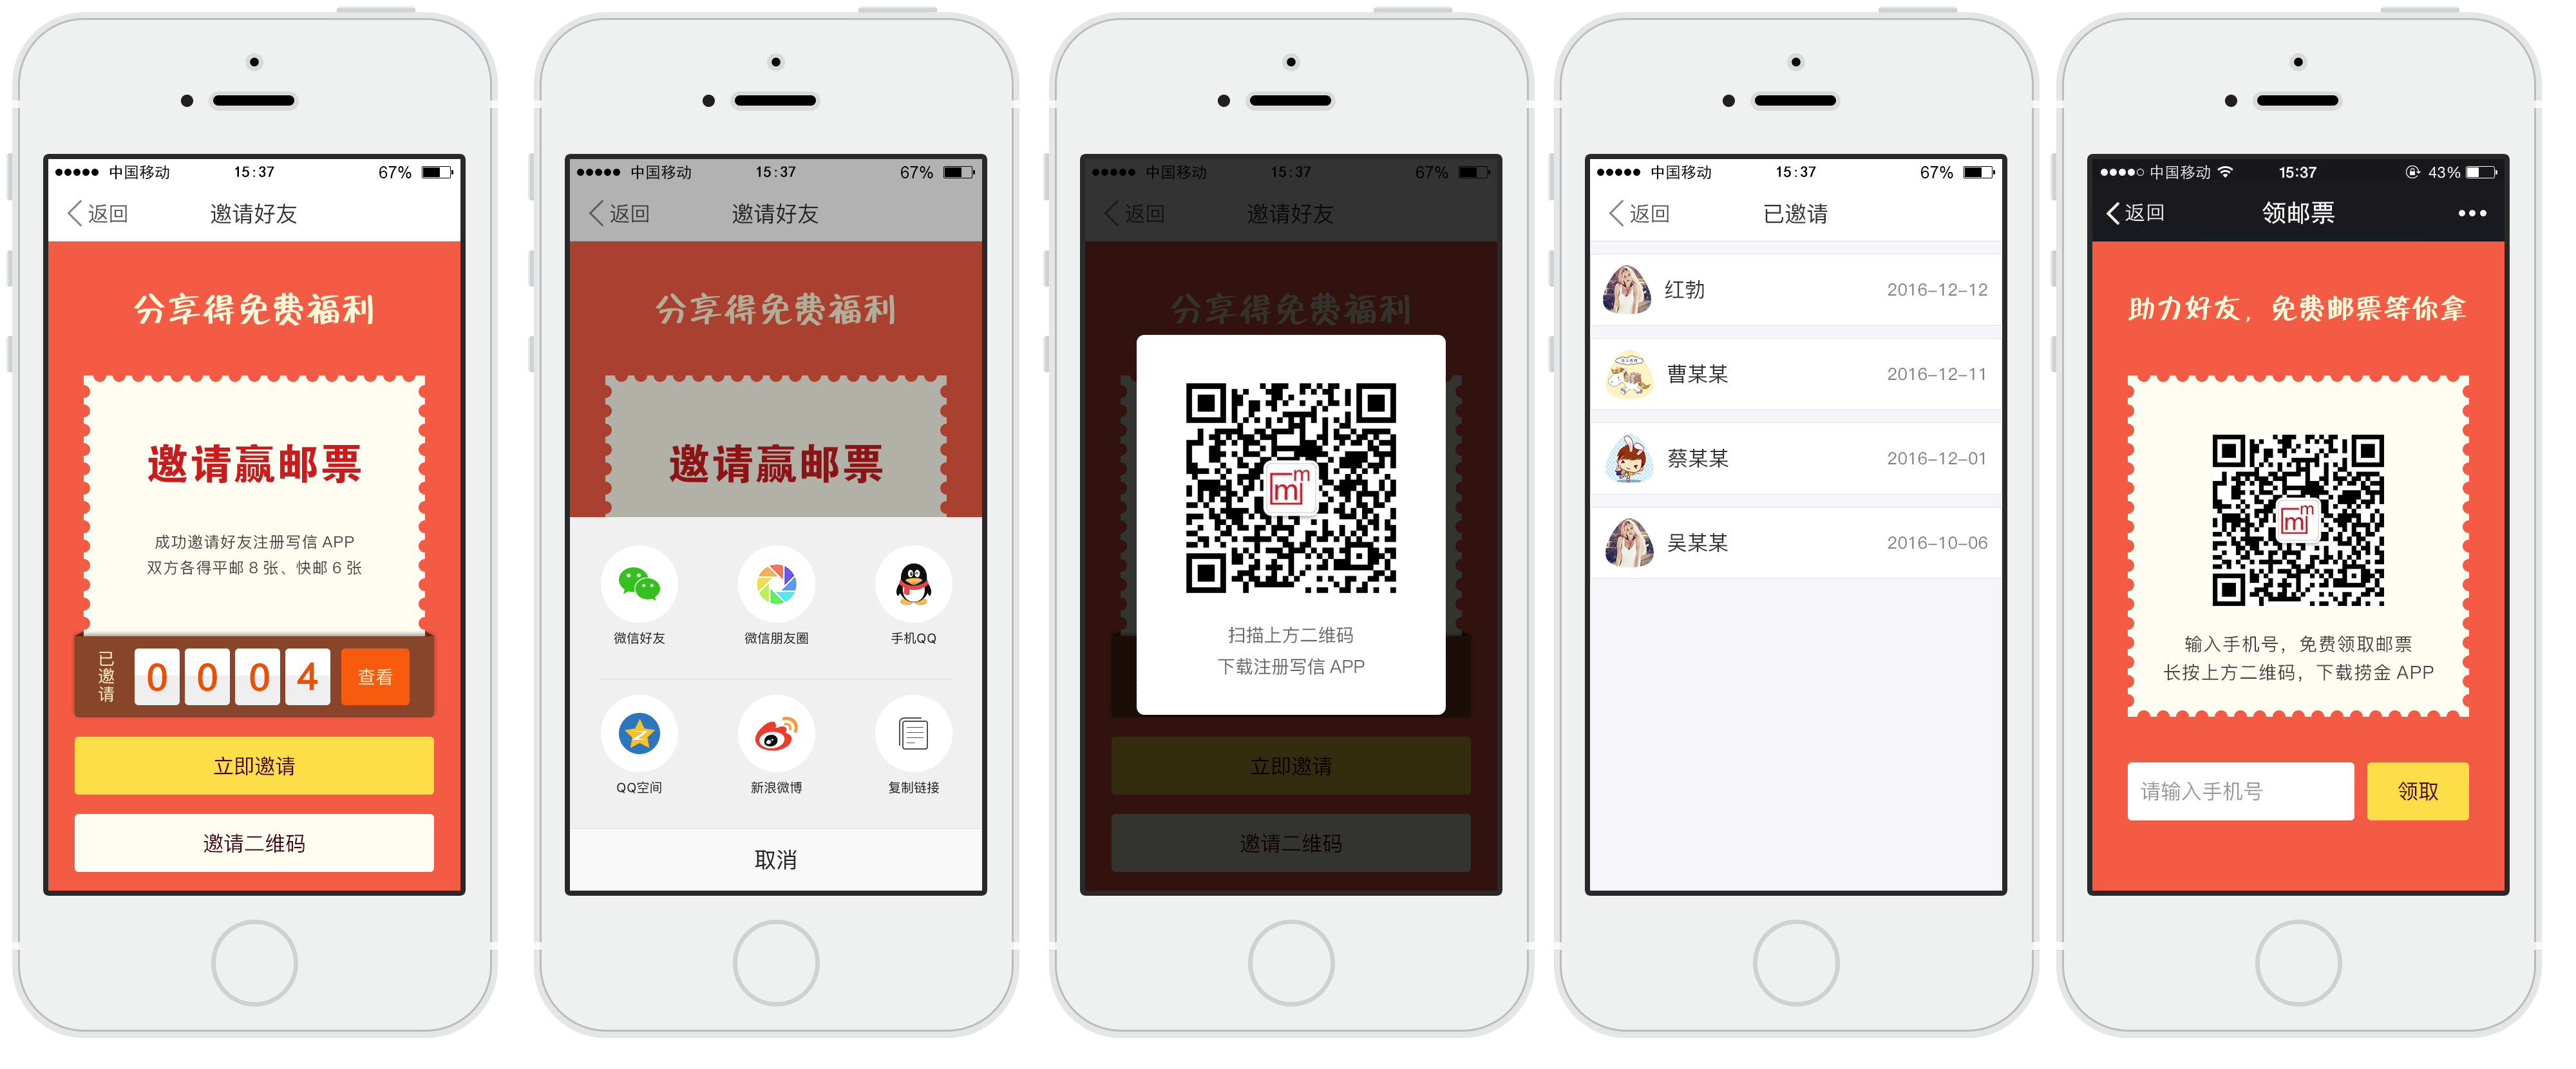 中国移动 15:37 67%
返回 邀请好友
分享得免费福利
邀请赢邮票
成功邀请好友注册写信 APP
双方各得平邮 8 张、快邮 6 张
已邀请 0 0 0 4 查看
立即邀请
邀请二维码
中国移动 15:37 67%
返回 邀请好友
分享得免费福利
邀请赢邮票
微信好友 微信朋友圈 手机QQ
QQ空间 新浪微博 复制链接
取消
中国移动 15:37 67%
返回 邀请好友
分享得免费福利
扫描上方二维码
下载注册写信 APP
立即邀请
邀请二维码
中国移动 15:37 67%
返回 已邀请
红勃 2016-12-12
曹某某 2016-12-11
蔡某某 2016-12-01
吴某某 2016-10-06
中国移动 15:37 43%
返回 领邮票
助力好友，免费邮票等你拿
输入手机号，免费领取邮票
长按上方二维码，下载捞金 APP
请输入手机号 领取